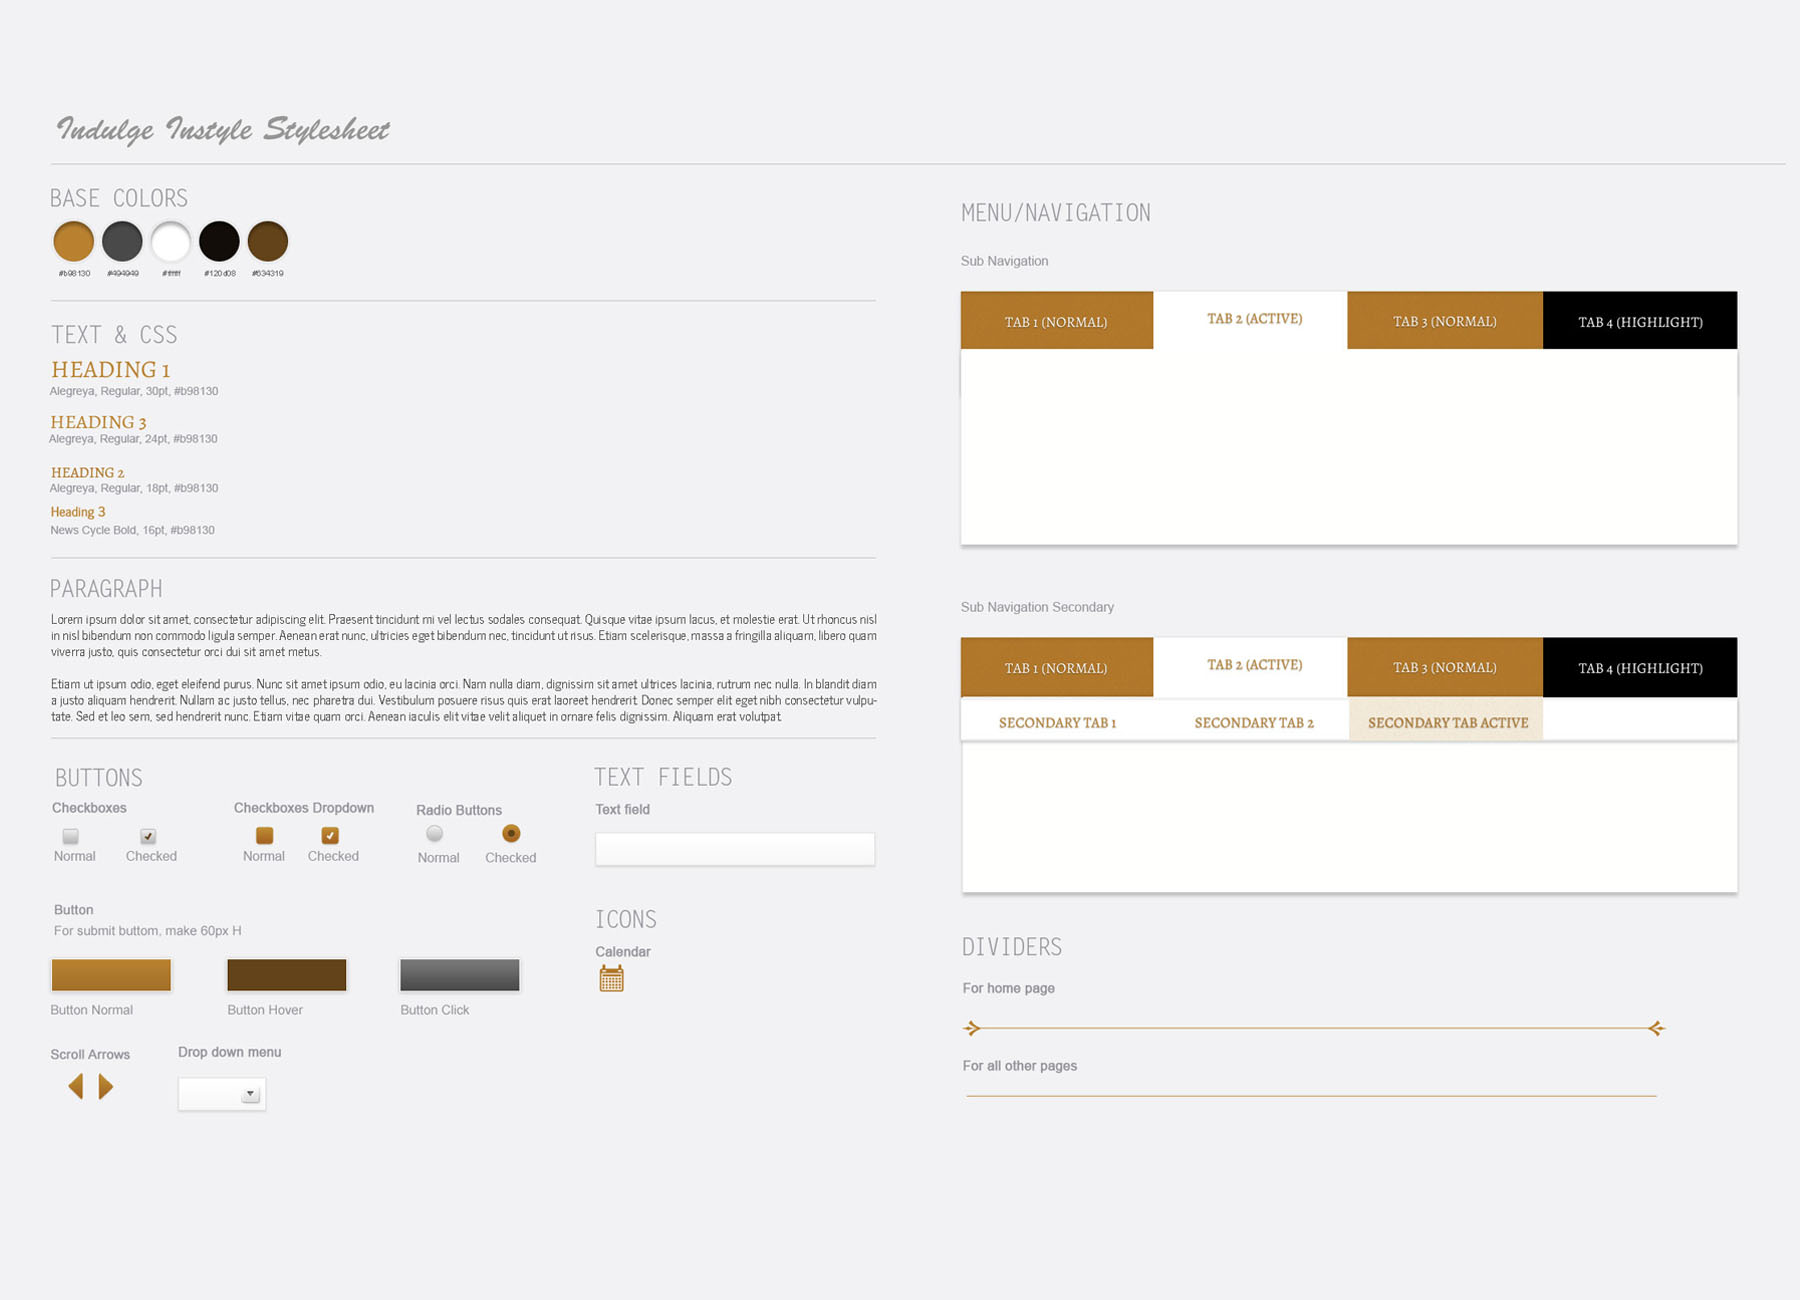 Indulge Instyle Stylesheet
BASE COLORS
#b98130 #494949 #ffffff #120d08 #634319
TEXT & CSS
HEADING 1
Alegreya, Regular, 30pt, #b98130
HEADING 3
Alegreya, Regular, 24pt, #b98130
HEADING 2
Alegreya, Regular, 18pt, #b98130
Heading 3
News Cycle Bold, 16pt, #b98130
PARAGRAPH
Lorem ipsum dolor sit amet, consectetur adipiscing elit. Praesent tincidunt mi vel lectus sodales consequat. Quisque vitae ipsum lacus, et molestie erat. Ut rhoncus nisl
in nisl bibendum non commodo ligula semper. Aenean erat nunc, ultricies eget bibendum nec, tincidunt ut risus. Etiam scelerisque, massa a fringilla aliquam, libero quam
viverra justo, quis consectetur orci dui sit amet metus.
Etiam ut ipsum odio, eget eleifend purus. Nunc sit amet ipsum odio, eu lacinia orci. Nam nulla diam, dignissim sit amet ultrices lacinia, rutrum nec nulla. In blandit diam
a justo aliquam hendrerit. Nullam ac justo tellus, nec pharetra dui. Vestibulum posuere risus quis erat laoreet hendrerit. Donec semper elit eget nibh consectetur vulpu-
tate. Sed et leo sem, sed hendrerit nunc. Etiam vitae quam orci. Aenean iaculis elit vitae velit aliquet in ornare felis dignissim. Aliquam erat volutpat.
BUTTONS
Checkboxes
Normal Checked
Checkboxes Dropdown
Normal Checked
Radio Buttons
Normal Checked
Button
For submit buttom, make 60px H
Button Normal
Button Hover
Button Click
Scroll Arrows
Drop down menu
TEXT FIELDS
Text field
ICONS
Calendar
MENU/NAVIGATION
Sub Navigation
TAB 1 (NORMAL) TAB 2 (ACTIVE) TAB 3 (NORMAL) TAB 4 (HIGHLIGHT)
Sub Navigation Secondary
TAB 1 (NORMAL) TAB 2 (ACTIVE) TAB 3 (NORMAL) TAB 4 (HIGHLIGHT)
SECONDARY TAB 1 SECONDARY TAB 2 SECONDARY TAB ACTIVE
DIVIDERS
For home page
For all other pages